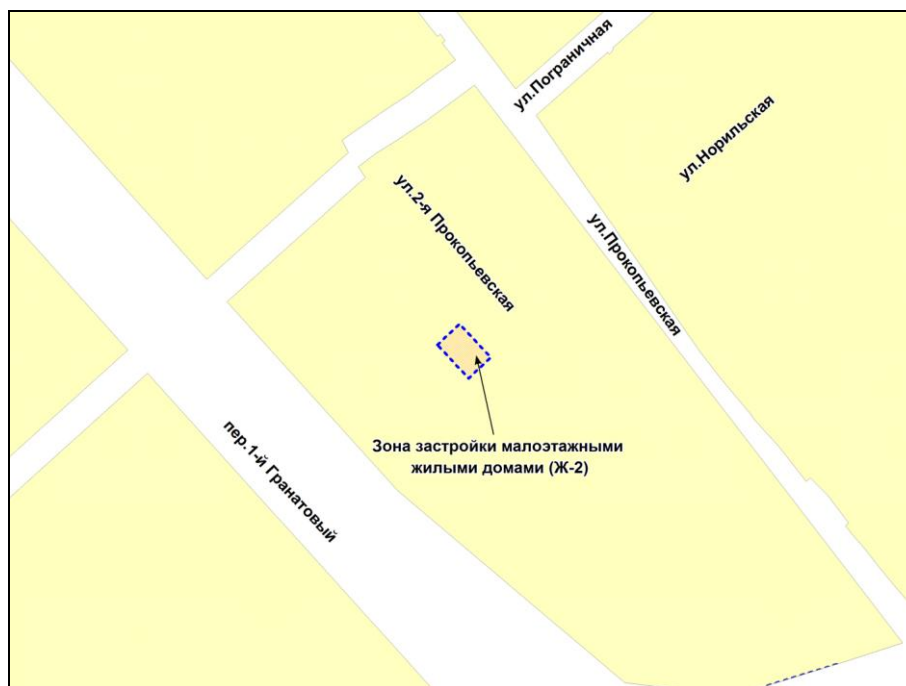 ул.Пограничная
ул.Норильская
ул.2-я Прокопьевская
ул.Прокопьевская
Зона застройки малоэтажными
жилыми домами (Ж-2)
пер.1-й Гранатовый